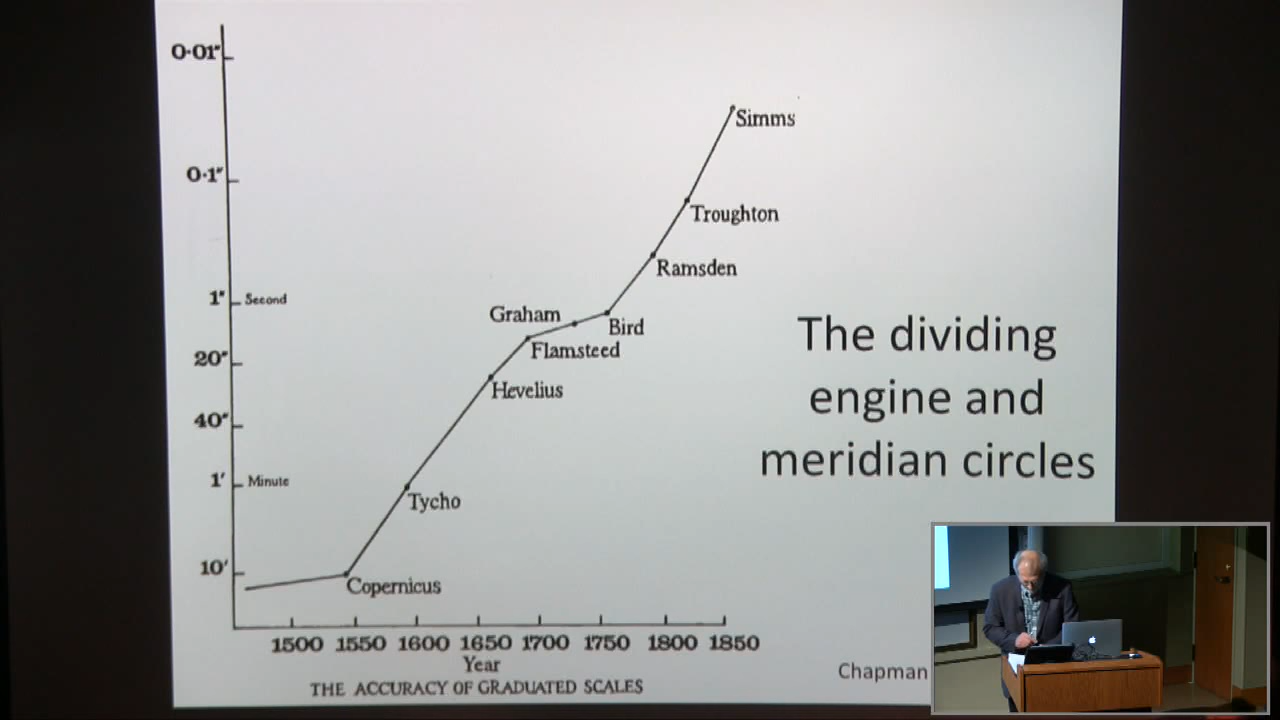 0·01"
0·1"
1" Second
20"
40"
1' Minute
10'
Simms
Troughton
Ramsden
Graham
Bird
Flamsteed
Hevelius
Tycho
Copernicus
1500 1550 1600 1650 1700 1750 1800 1850
Year
THE ACCURACY OF GRADUATED SCALES
The dividing
engine and
meridian circles
Chapman